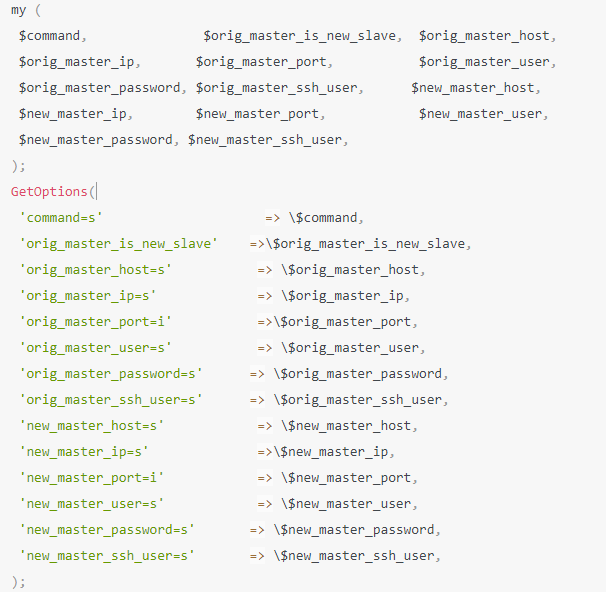 my (
$command, $orig_master_is_new_slave, $orig_master_host,
$orig_master_ip, $orig_master_port, $orig_master_user,
$orig_master_password, $orig_master_ssh_user, $new_master_host,
$new_master_ip, $new_master_port, $new_master_user,
$new_master_password, $new_master_ssh_user,
);
GetOptions(
'command=s' => \$command,
'orig_master_is_new_slave' =>\$orig_master_is_new_slave,
'orig_master_host=s' => \$orig_master_host,
'orig_master_ip=s' => \$orig_master_ip,
'orig_master_port=i' =>\$orig_master_port,
'orig_master_user=s' => \$orig_master_user,
'orig_master_password=s' => \$orig_master_password,
'orig_master_ssh_user=s' => \$orig_master_ssh_user,
'new_master_host=s' => \$new_master_host,
'new_master_ip=s' =>\$new_master_ip,
'new_master_port=i' => \$new_master_port,
'new_master_user=s' => \$new_master_user,
'new_master_password=s' => \$new_master_password,
'new_master_ssh_user=s' => \$new_master_ssh_user,
);